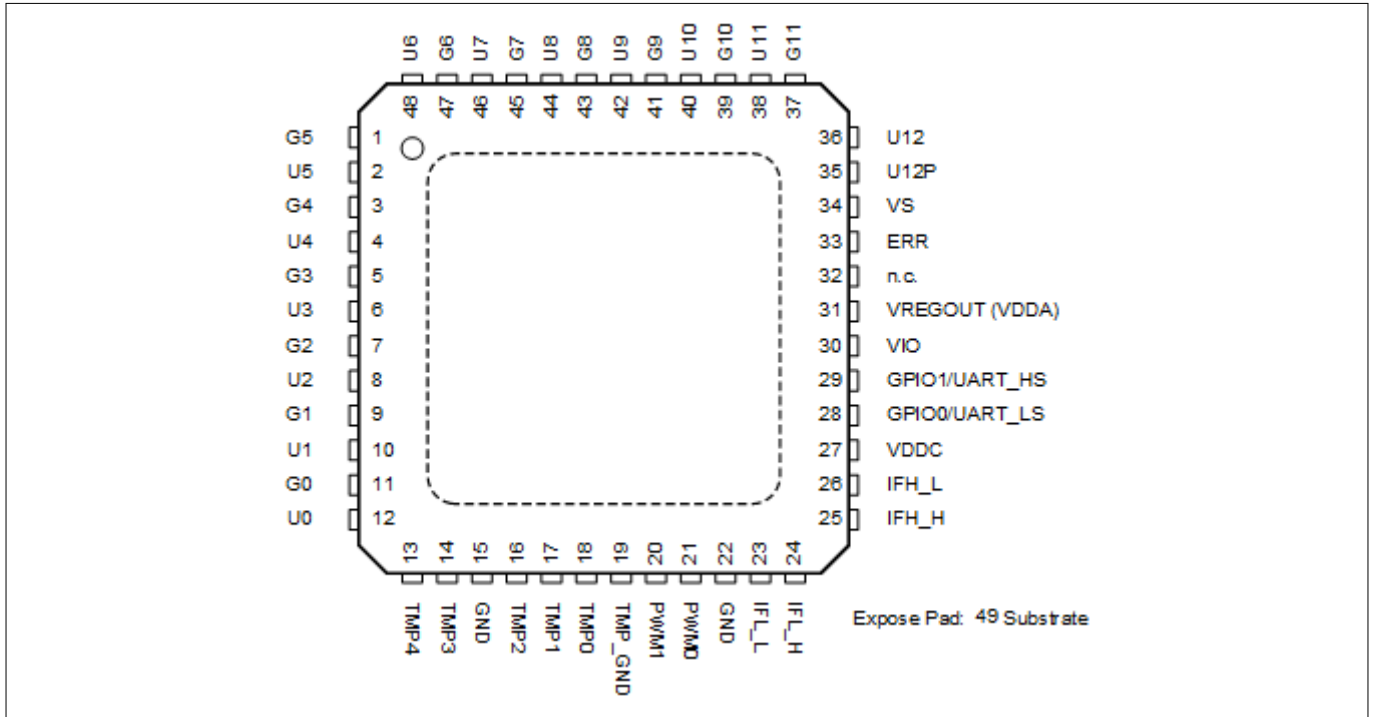 U6 G6 U7 G7 U8 G8 U9 G9 U10 G10 U11 G11
48 47 46 45 44 43 42 41 40 39 38 37
G5 1 36 U12
U5 2 35 U12P
G4 3 34 VS
U4 4 33 ERR
G3 5 32 n.c.
U3 6 31 VREGOUT (VDDA)
G2 7 30 VIO
U2 8 29 GPIO1/UART_HS
G1 9 28 GPIO0/UART_LS
U1 10 27 VDDC
G0 11 26 IFH_L
U0 12 25 IFH_H
13 14 15 16 17 18 19 20 21 22 23 24
TMP4 TMP3 GND TMP2 TMP1 TMP0 TMP_GND PWM1 PWM0 GND IFL_L IFL_H
Expose Pad: 49 Substrate